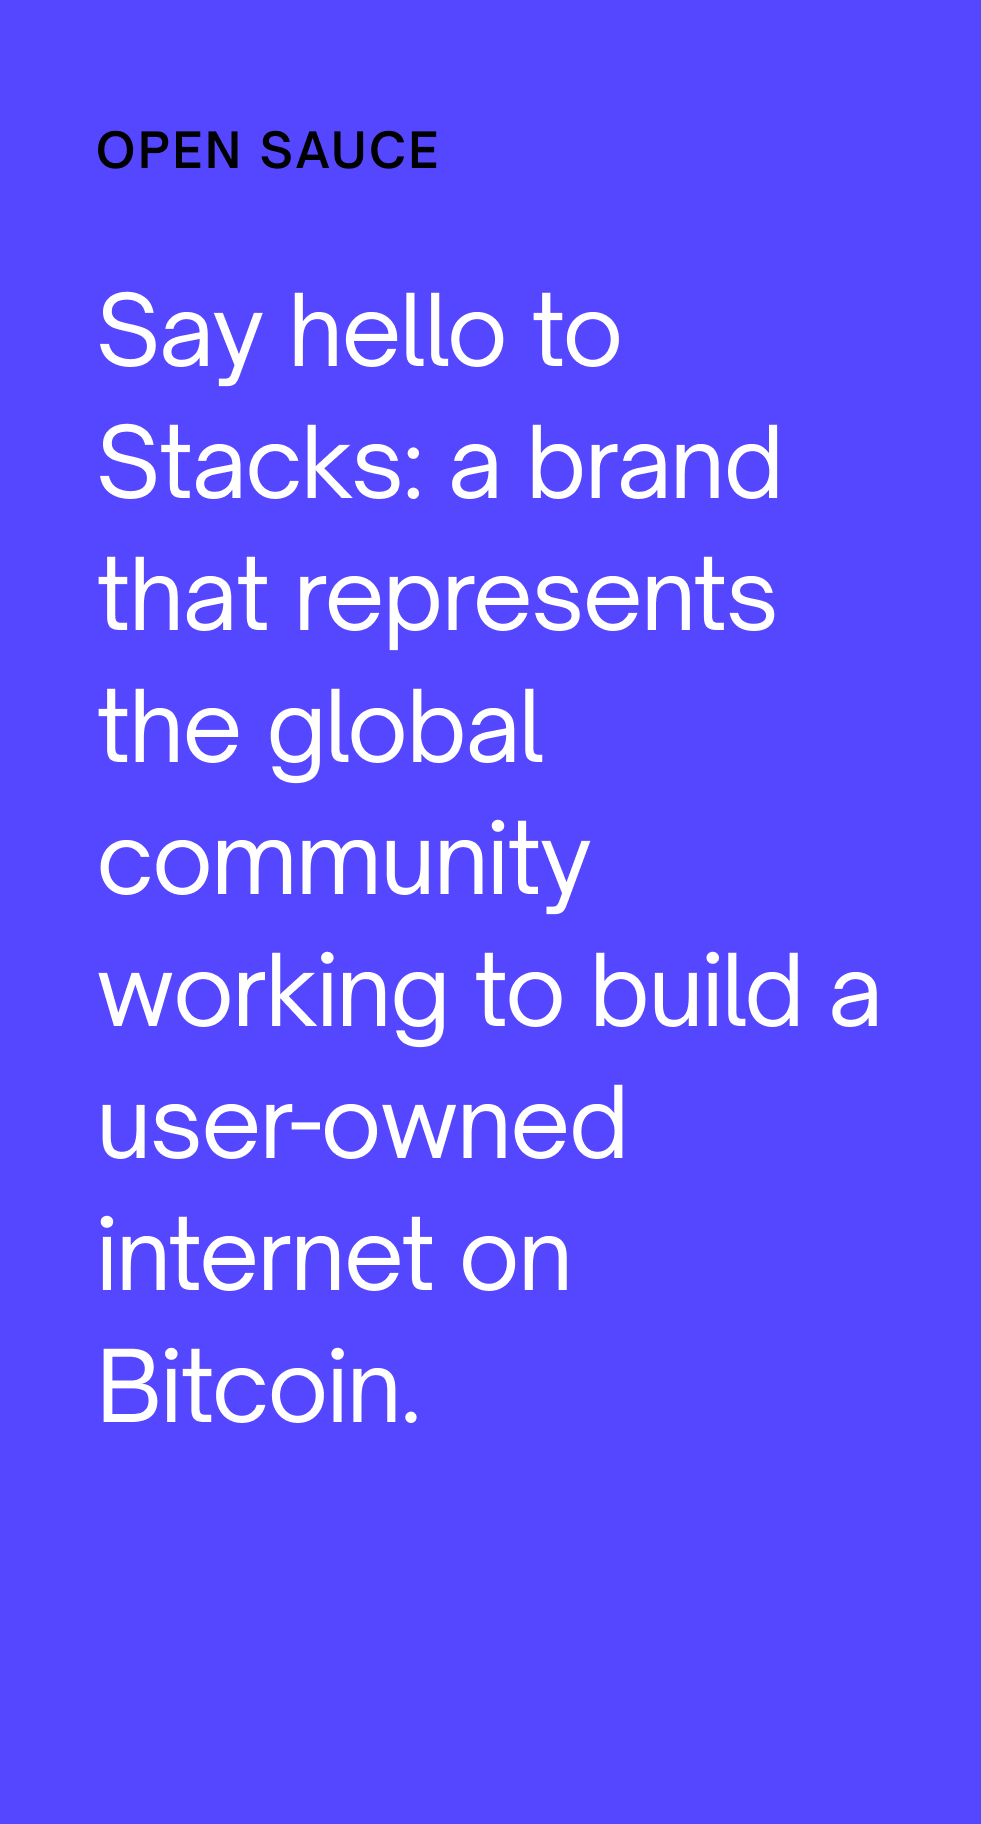 OPEN SAUCE
Say hello to
Stacks: a brand
that represents
the global
community
working to build a
user-owned
internet on
Bitcoin.